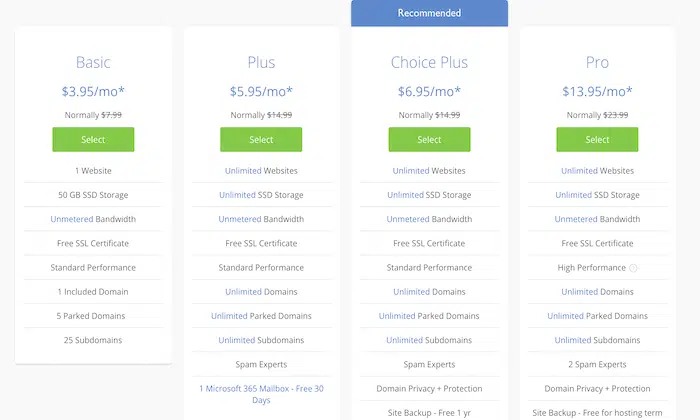 Recommended
Basic
$3.95/mo*
Normally $7.99
Select
1 Website
50 GB SSD Storage
Unmetered Bandwidth
Free SSL Certificate
Standard Performance
1 Included Domain
5 Parked Domains
25 Subdomains
Plus
$5.95/mo*
Normally $14.99
Select
Unlimited Websites
Unlimited SSD Storage
Unmetered Bandwidth
Free SSL Certificate
Standard Performance
Unlimited Domains
Unlimited Parked Domains
Unlimited Subdomains
Spam Experts
1 Microsoft 365 Mailbox - Free 30
Days
Choice Plus
$6.95/mo*
Normally $14.99
Select
Unlimited Websites
Unlimited SSD Storage
Unmetered Bandwidth
Free SSL Certificate
Standard Performance
Unlimited Domains
Unlimited Parked Domains
Unlimited Subdomains
Spam Experts
Domain Privacy + Protection
Site Backup - Free 1 yr
Pro
$13.95/mo*
Normally $23.99
Select
Unlimited Websites
Unlimited SSD Storage
Unmetered Bandwidth
Free SSL Certificate
High Performance
Unlimited Domains
Unlimited Parked Domains
Unlimited Subdomains
2 Spam Experts
Domain Privacy + Protection
Site Backup - Free for hosting term